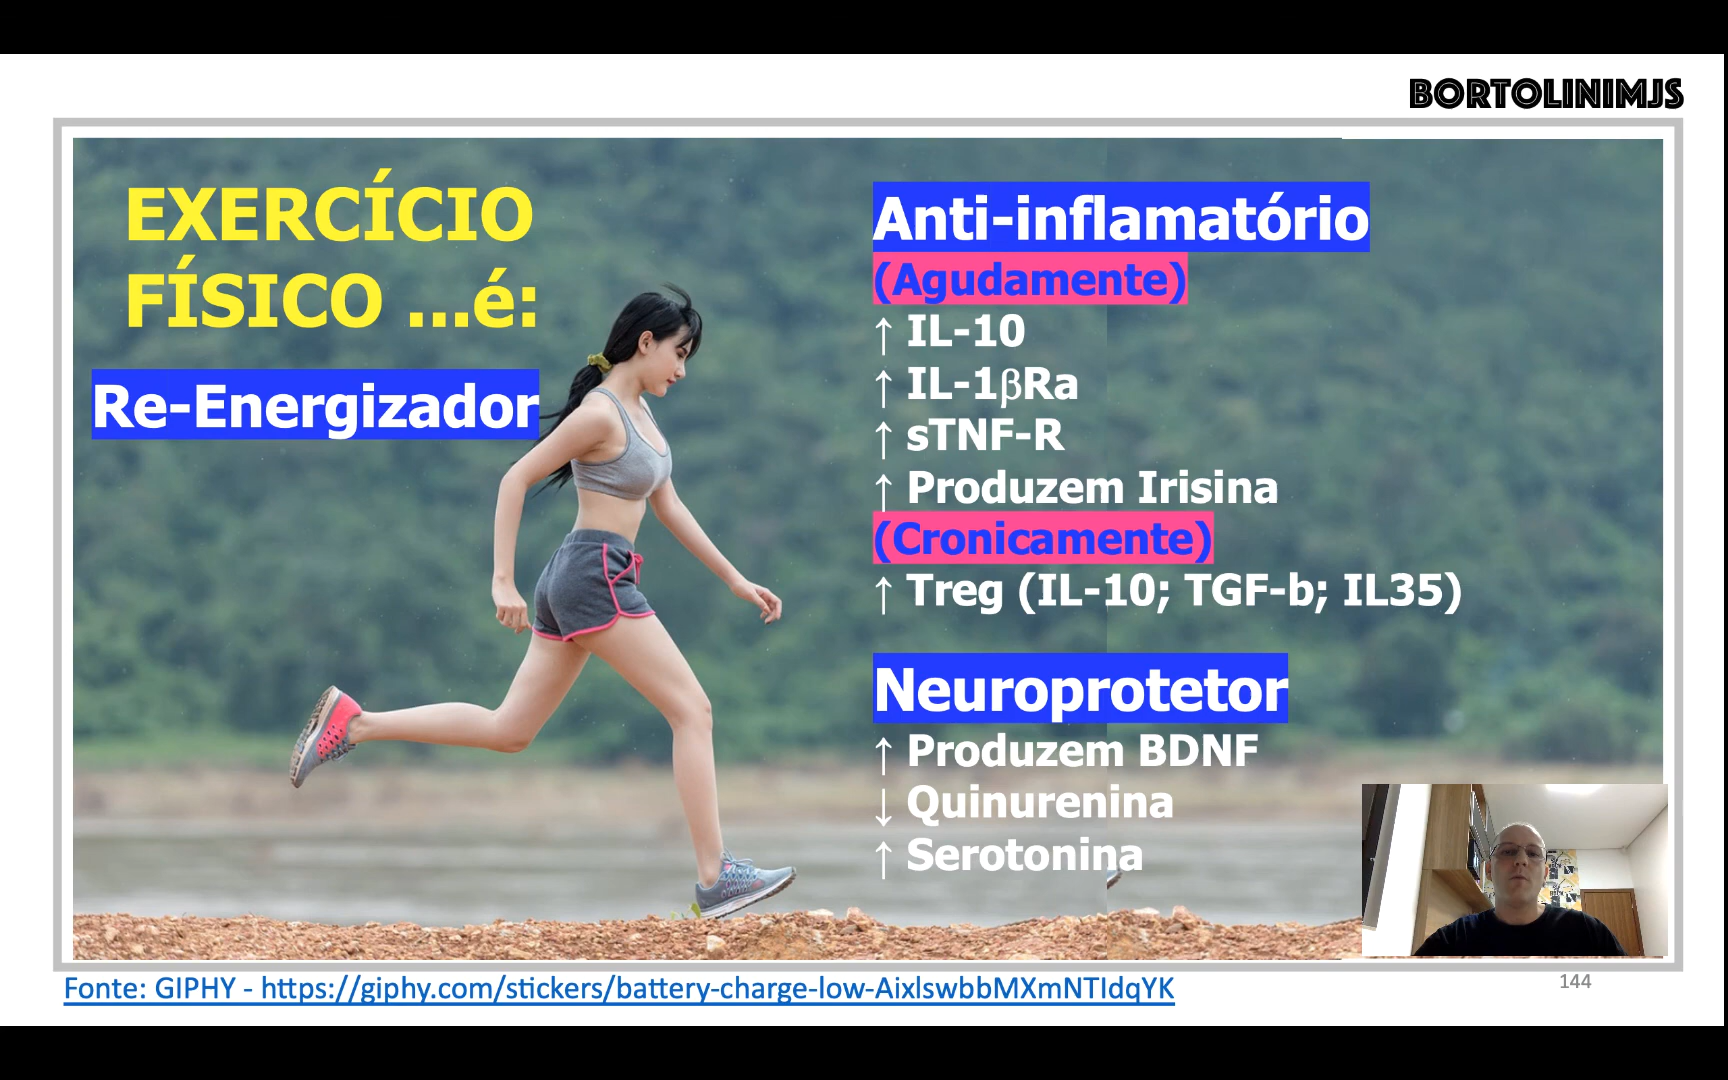 BORTOLINIMJS
EXERCÍCIO
FÍSICO ...é:
Re-Energizador
Anti-inflamatório
(Agudamente)
↑ IL-10
↑ IL-1βRa
↑ sTNF-R
↑ Produzem Irisina
(Cronicamente)
↑ Treg (IL-10; TGF-b; IL35)
Neuroprotetor
↑ Produzem BDNF
↓ Quinurenina
↑ Serotonina
Fonte: GIPHY - https://giphy.com/stickers/battery-charge-low-AixlswbbMXmNTIdqYK
144